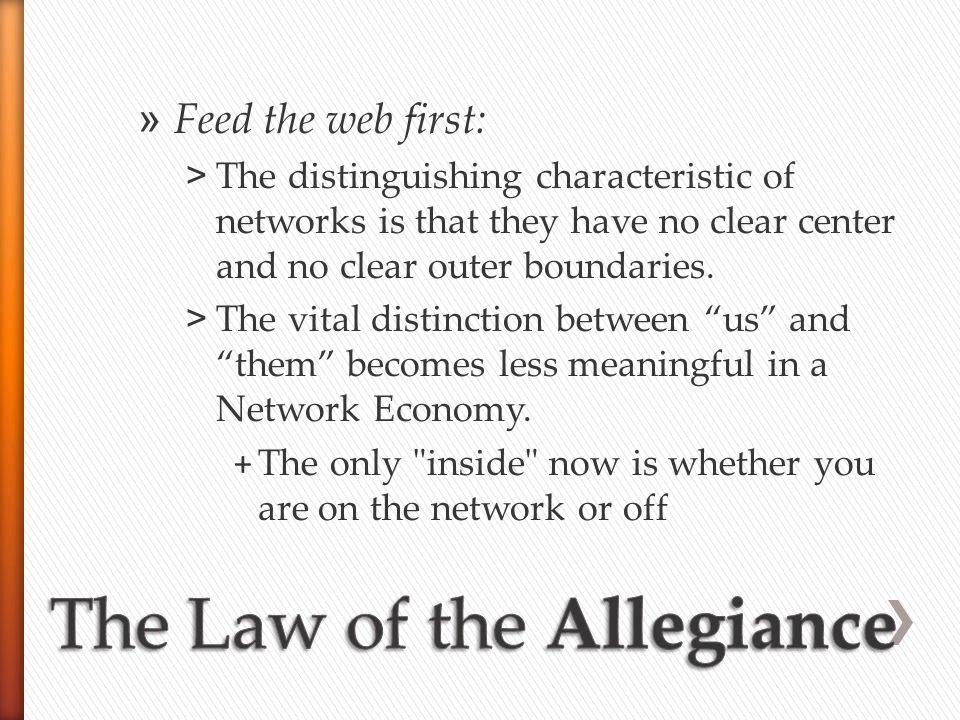 » Feed the web first:
> The distinguishing characteristic of
networks is that they have no clear center
and no clear outer boundaries.
> The vital distinction between “us” and
“them” becomes less meaningful in a
Network Economy.
+ The only "inside" now is whether you
are on the network or off
The Law of the Allegiance